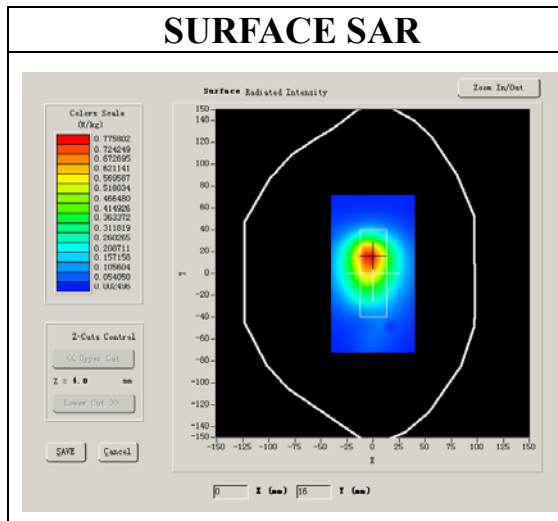 SURFACE SAR
Surface Radiated Intensity
Zoom In/Out
Colors Scale
(W/kg)
0.775802
0.724249
0.672695
0.621141
0.569587
0.518034
0.466480
0.414926
0.363372
0.311819
0.260265
0.208711
0.157158
0.105604
0.054050
0.002496
Z-Cuts Control
<< Upper Cut
Z = 4.0 mm
Lower Cut >>
SAVE Cancel
150
140
120
100
80
60
40
20
0
-20
-40
-60
-80
-100
-120
-140
-150
Y
-150 -125 -100 -75 -50 -25 0 25 50 75 100 125 150
X
0 X (mm) 16 Y (mm)